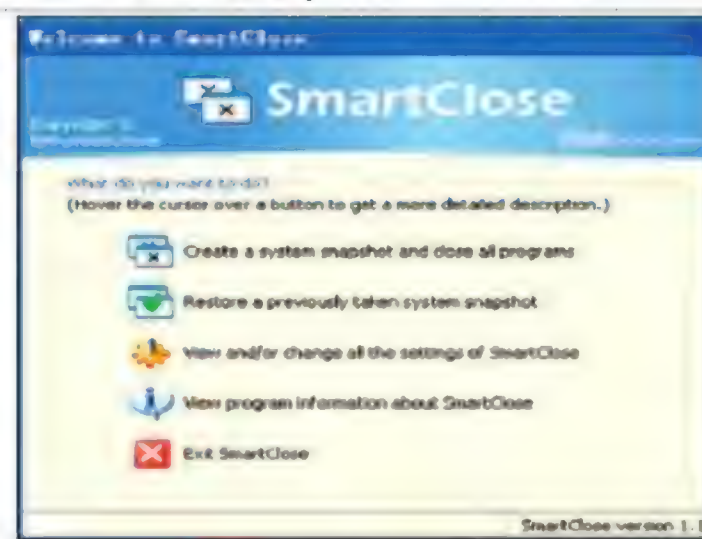 Welcome to SmartClose
SmartClose
What do you want to do?
(Hover the cursor over a button to get a more detailed description.)
Create a system snapshot and close all programs
Restore a previously taken system snapshot
View and/or change all the settings of SmartClose
View program information about SmartClose
Exit SmartClose
SmartClose version 1.